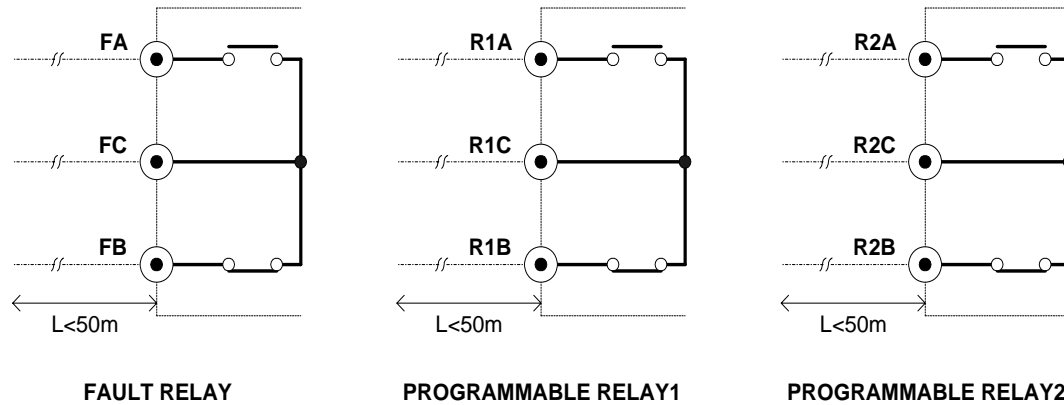 FA
FC
FB
L<50m
FAULT RELAY
R1A
R1C
R1B
L<50m
PROGRAMMABLE RELAY1
R2A
R2C
R2B
L<50m
PROGRAMMABLE RELAY2